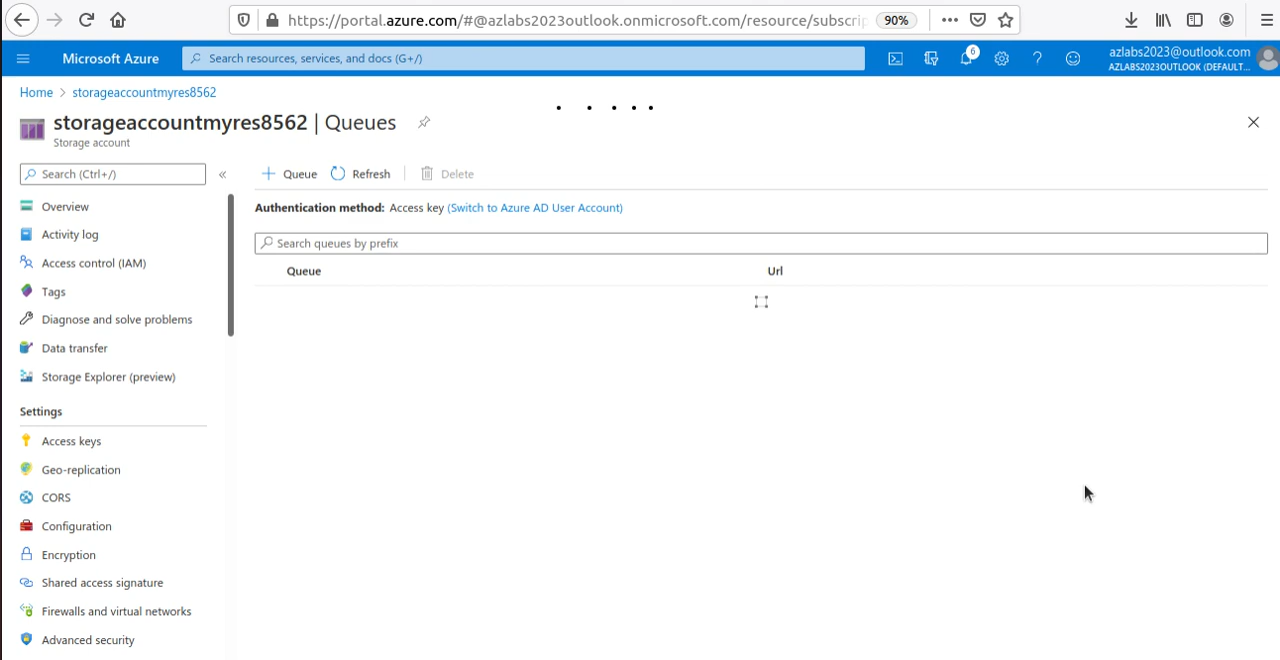 https://portal.azure.com/#@azlabs2023outlook.onmicrosoft.com/resource/subscrip 90%
Microsoft Azure
Search resources, services, and docs (G+/)
6
azlabs2023@outlook.com
AZLABS2023OUTLOOK (DEFAULT...
Home > storageaccountmyres8562
storageaccountmyres8562 | Queues
Storage account
Search (Ctrl+/)
«
Overview
Activity log
Access control (IAM)
Tags
Diagnose and solve problems
Data transfer
Storage Explorer (preview)
Settings
Access keys
Geo-replication
CORS
Configuration
Encryption
Shared access signature
Firewalls and virtual networks
Advanced security
Queue Refresh Delete
Authentication method: Access key (Switch to Azure AD User Account)
Search queues by prefix
Queue Url